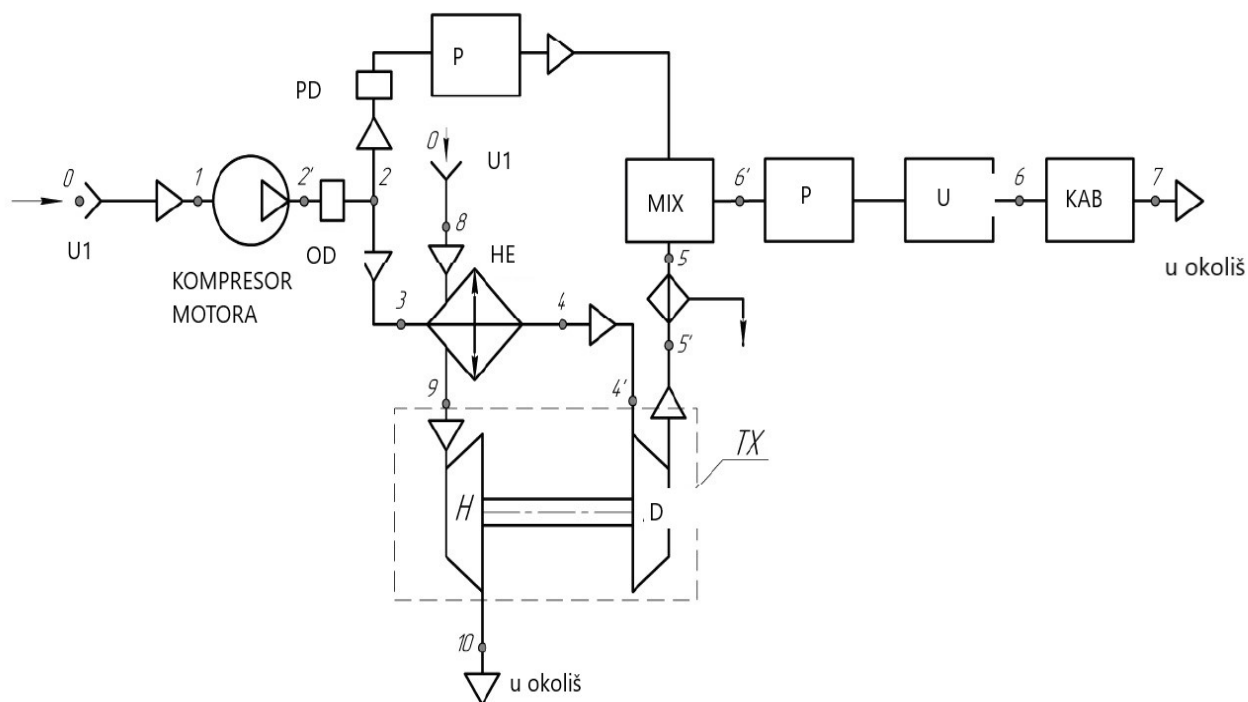 P
PD
0
U1
0
1
2'
2
U1
8
OD
KOMPRESOR
MOTORA
HE
3
4
9
4'
MIX
6'
P
U
6
KAB
7
u okoliš
5
5'
TX
H
D
10
u okoliš